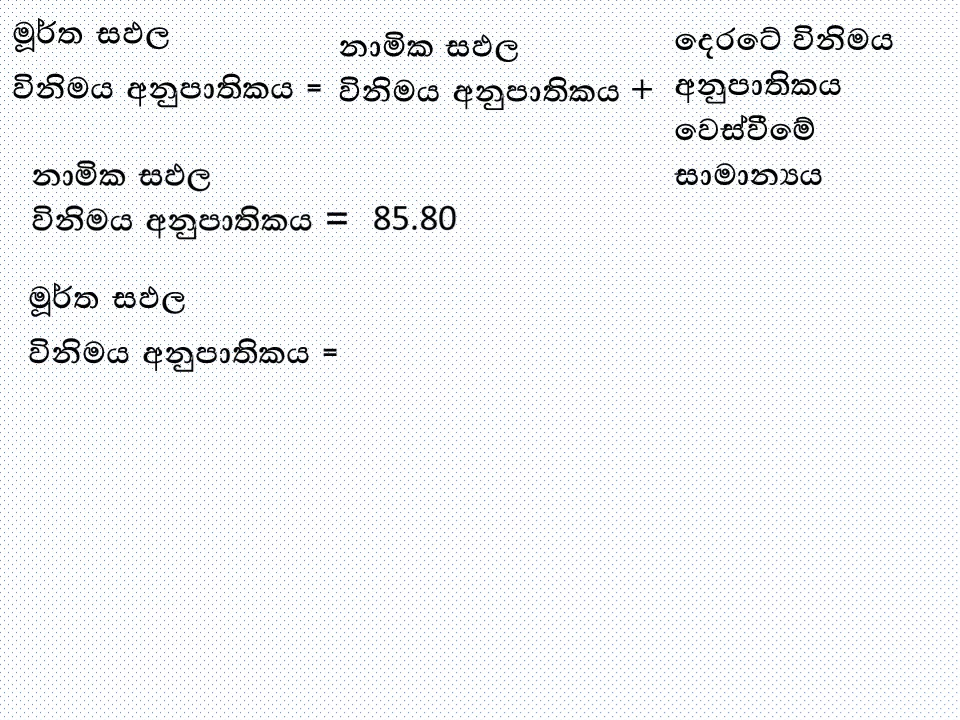 මූර්ත සඵල
විනිමය අනුපාතිකය =
නාමික සඵල
විනිමය අනුපාතිකය +
දෙරටේ විනිමය
අනුපාතිකය
වෙස්වීමේ
සාමාන්‍යය
නාමික සඵල
විනිමය අනුපාතිකය = 85.80
මූර්ත සඵල
විනිමය අනුපාතිකය =